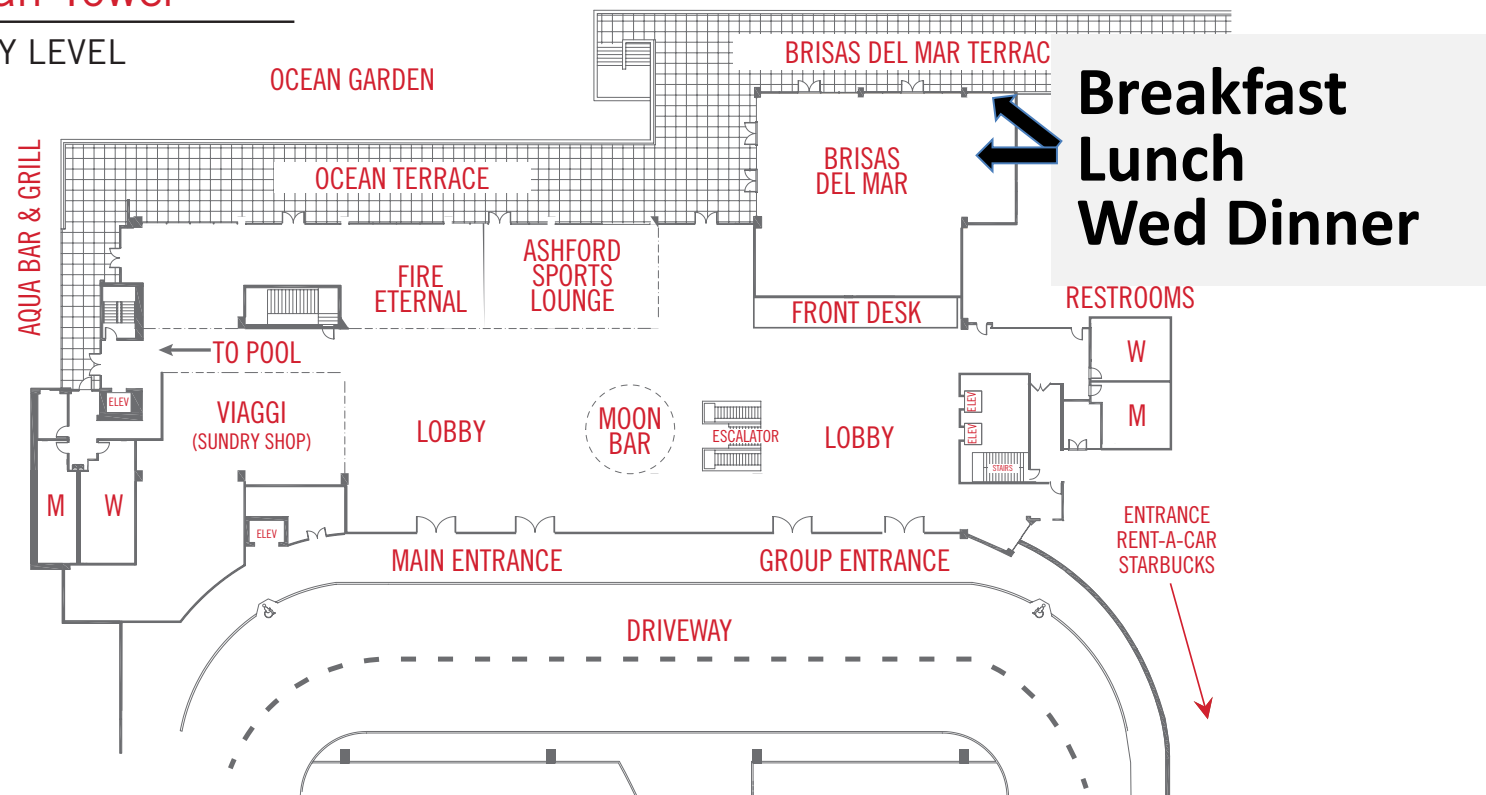 Tower
Y LEVEL
OCEAN GARDEN
BRISAS DEL MAR TERRAC
Breakfast
Lunch
Wed Dinner
AQUA BAR & GRILL
OCEAN TERRACE
BRISAS
DEL MAR
FIRE
ETERNAL
ASHFORD
SPORTS
LOUNGE
FRONT DESK
RESTROOMS
W
M
TO POOL
ELEV
VIAGGI
(SUNDRY SHOP)
LOBBY
MOON
BAR
ESCALATOR
LOBBY
ELEV
ELEV
STAIRS
M
W
ELEV
MAIN ENTRANCE
GROUP ENTRANCE
ENTRANCE
RENT-A-CAR
STARBUCKS
DRIVEWAY